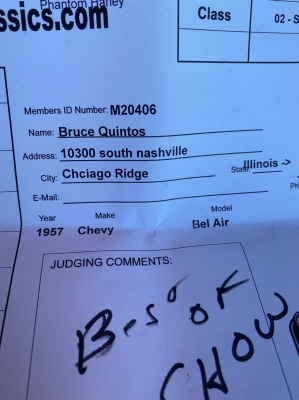 Phantom Harley
ssics.com
Class
02 - S
Members ID Number: M20406
Name: Bruce Quintos
Address: 10300 south nashville
City: Chciago Ridge
State: Illinois ->
E-Mail:
Ph
Year Make Model
1957 Chevy Bel Air
JUDGING COMMENTS:
Best OF
SHOW